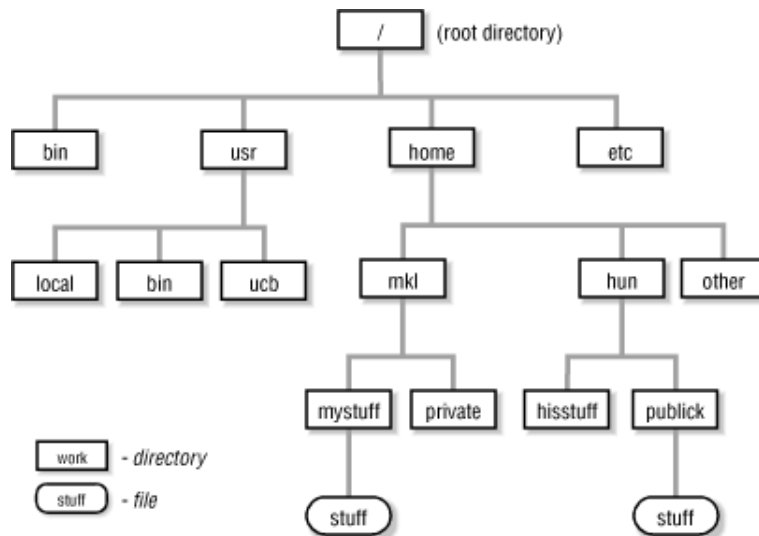 / (root directory)
bin usr home etc
local bin ucb mkl hun other
mystuff private hisstuff publick
work - directory
stuff - file
stuff stuff